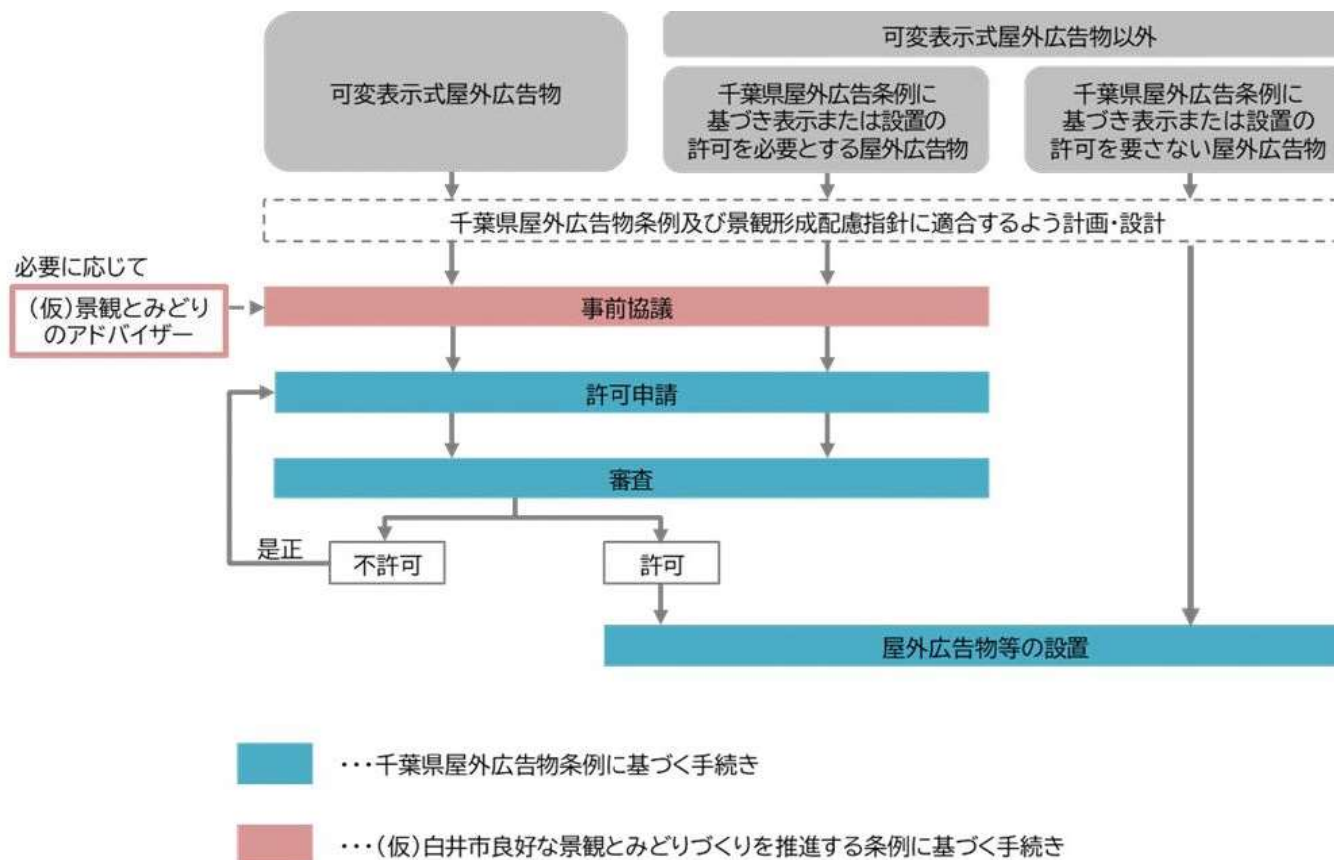 可変表示式屋外広告物
可変表示式屋外広告物以外
千葉県屋外広告条例に
基づき表示または設置の
許可を必要とする屋外広告物
千葉県屋外広告条例に
基づき表示または設置の
許可を要さない屋外広告物
千葉県屋外広告物条例及び景観形成配慮指針に適合するよう計画・設計
必要に応じて
(仮)景観とみどり
のアドバイザー
事前協議
許可申請
審査
是正
不許可
許可
屋外広告物等の設置
・・・千葉県屋外広告物条例に基づく手続き
・・・(仮)白井市良好な景観とみどりづくりを推進する条例に基づく手続き